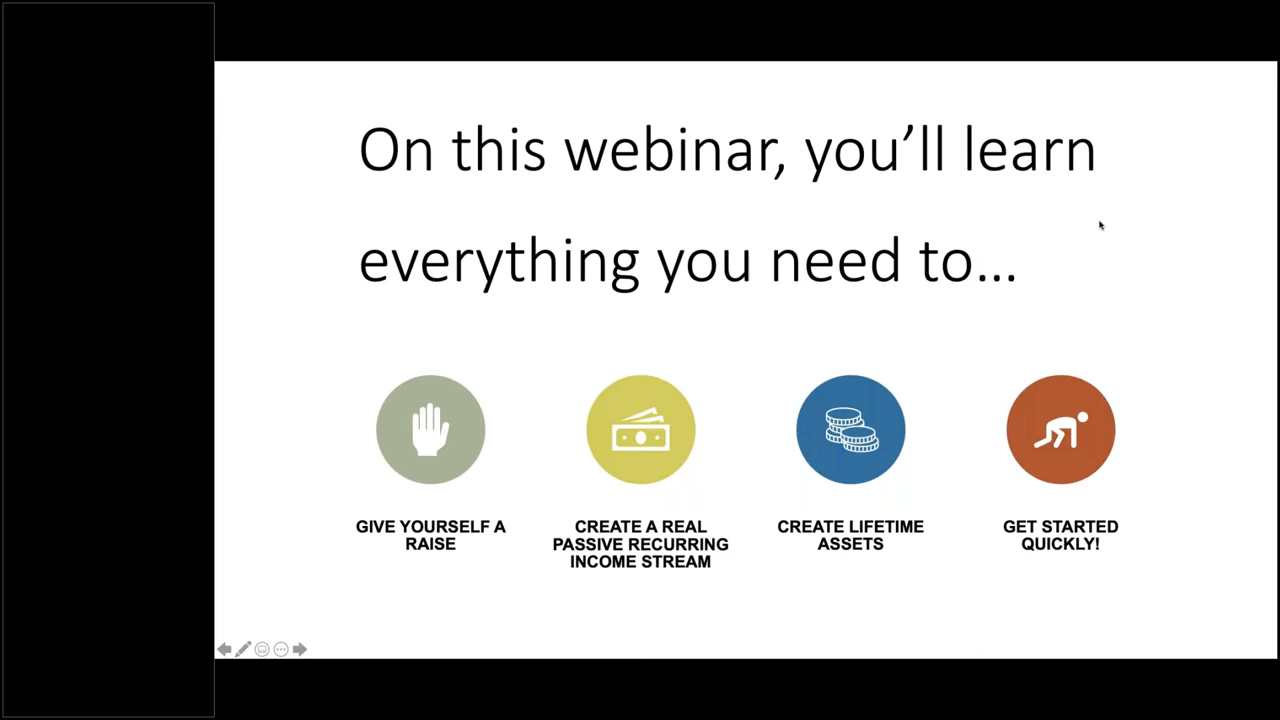 On this webinar, you’ll learn
everything you need to…
GIVE YOURSELF A
RAISE
CREATE A REAL
PASSIVE RECURRING
INCOME STREAM
CREATE LIFETIME
ASSETS
GET STARTED
QUICKLY!